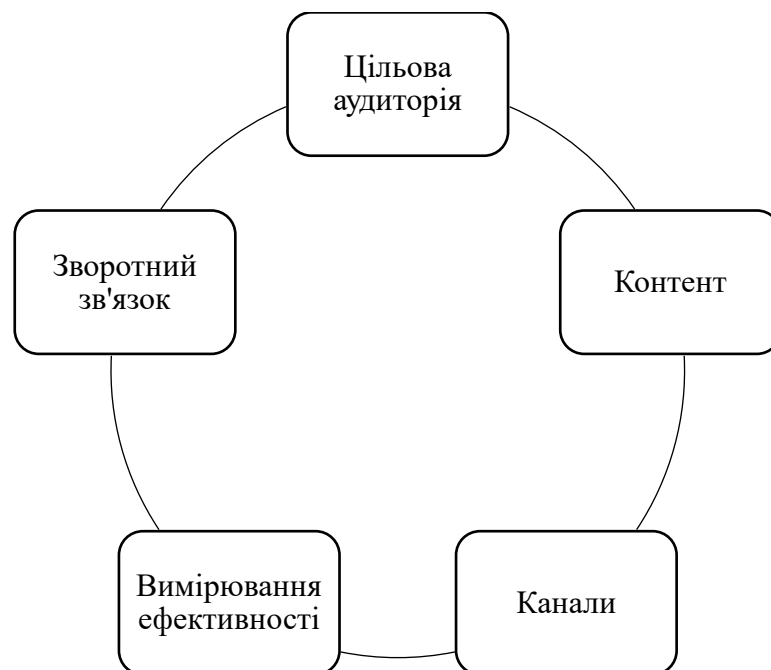 Цільова
аудиторія
Контент
Канали
Вимірювання
ефективності
Зворотний
зв'язок